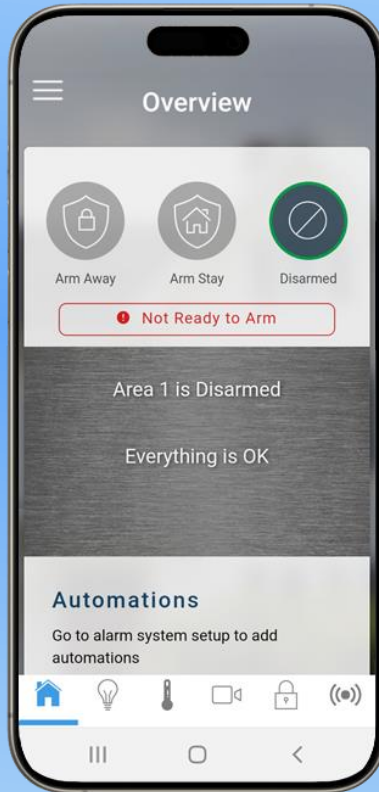 Overview
Arm Away
Arm Stay
Disarmed
Not Ready to Arm
Area 1 is Disarmed
Everything is OK
Automations
Go to alarm system setup to add
automations